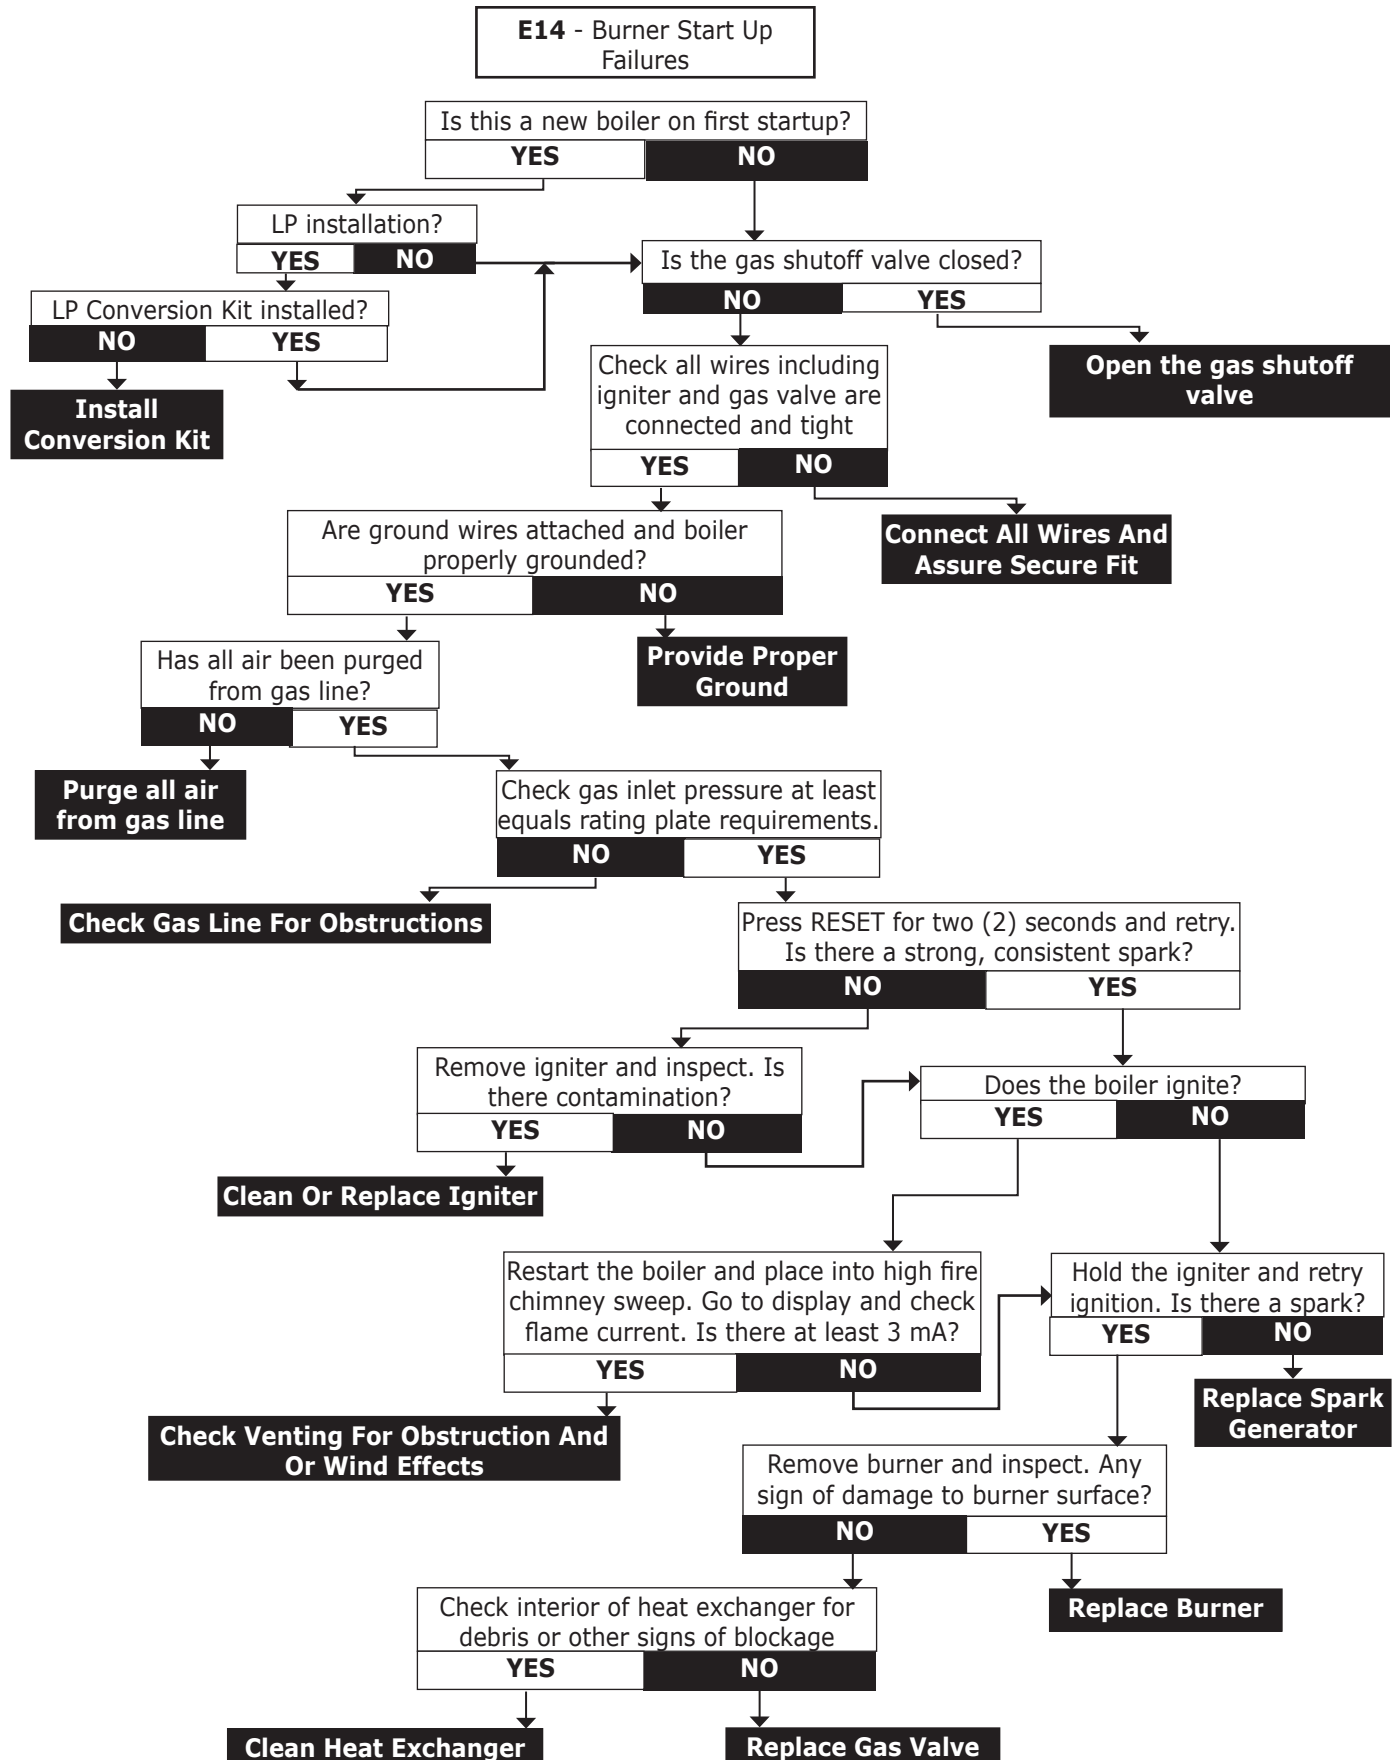 E14 - Burner Start Up
Failures
Is this a new boiler on first startup?
YES
NO
LP installation?
YES
NO
Is the gas shutoff valve closed?
NO
YES
LP Conversion Kit installed?
NO
YES
Open the gas shutoff
valve
Install
Conversion Kit
Check all wires including
igniter and gas valve are
connected and tight
YES
NO
Connect All Wires And
Assure Secure Fit
Are ground wires attached and boiler
properly grounded?
YES
NO
Provide Proper
Ground
Has all air been purged
from gas line?
NO
YES
Purge all air
from gas line
Check gas inlet pressure at least
equals rating plate requirements.
NO
YES
Check Gas Line For Obstructions
Press RESET for two (2) seconds and retry.
Is there a strong, consistent spark?
NO
YES
Remove igniter and inspect. Is
there contamination?
YES
NO
Does the boiler ignite?
YES
NO
Clean Or Replace Igniter
Restart the boiler and place into high fire
chimney sweep. Go to display and check
flame current. Is there at least 3 mA?
YES
NO
Hold the igniter and retry
ignition. Is there a spark?
YES
NO
Replace Spark
Generator
Check Venting For Obstruction And
Or Wind Effects
Remove burner and inspect. Any
sign of damage to burner surface?
NO
YES
Replace Burner
Check interior of heat exchanger for
debris or other signs of blockage
YES
NO
Clean Heat Exchanger
Replace Gas Valve